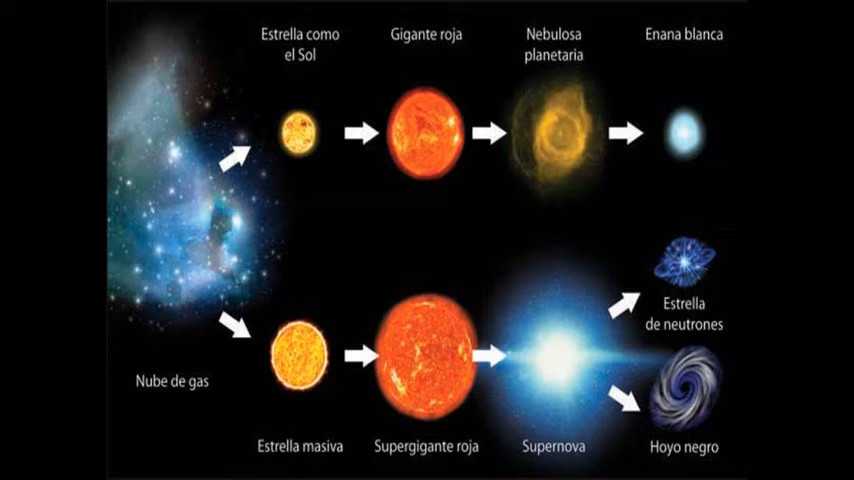 Estrella como
el Sol
Gigante roja
Nebulosa
planetaria
Enana blanca
Estrella
de neutrones
Nube de gas
Estrella masiva
Supergigante roja
Supernova
Hoyo negro